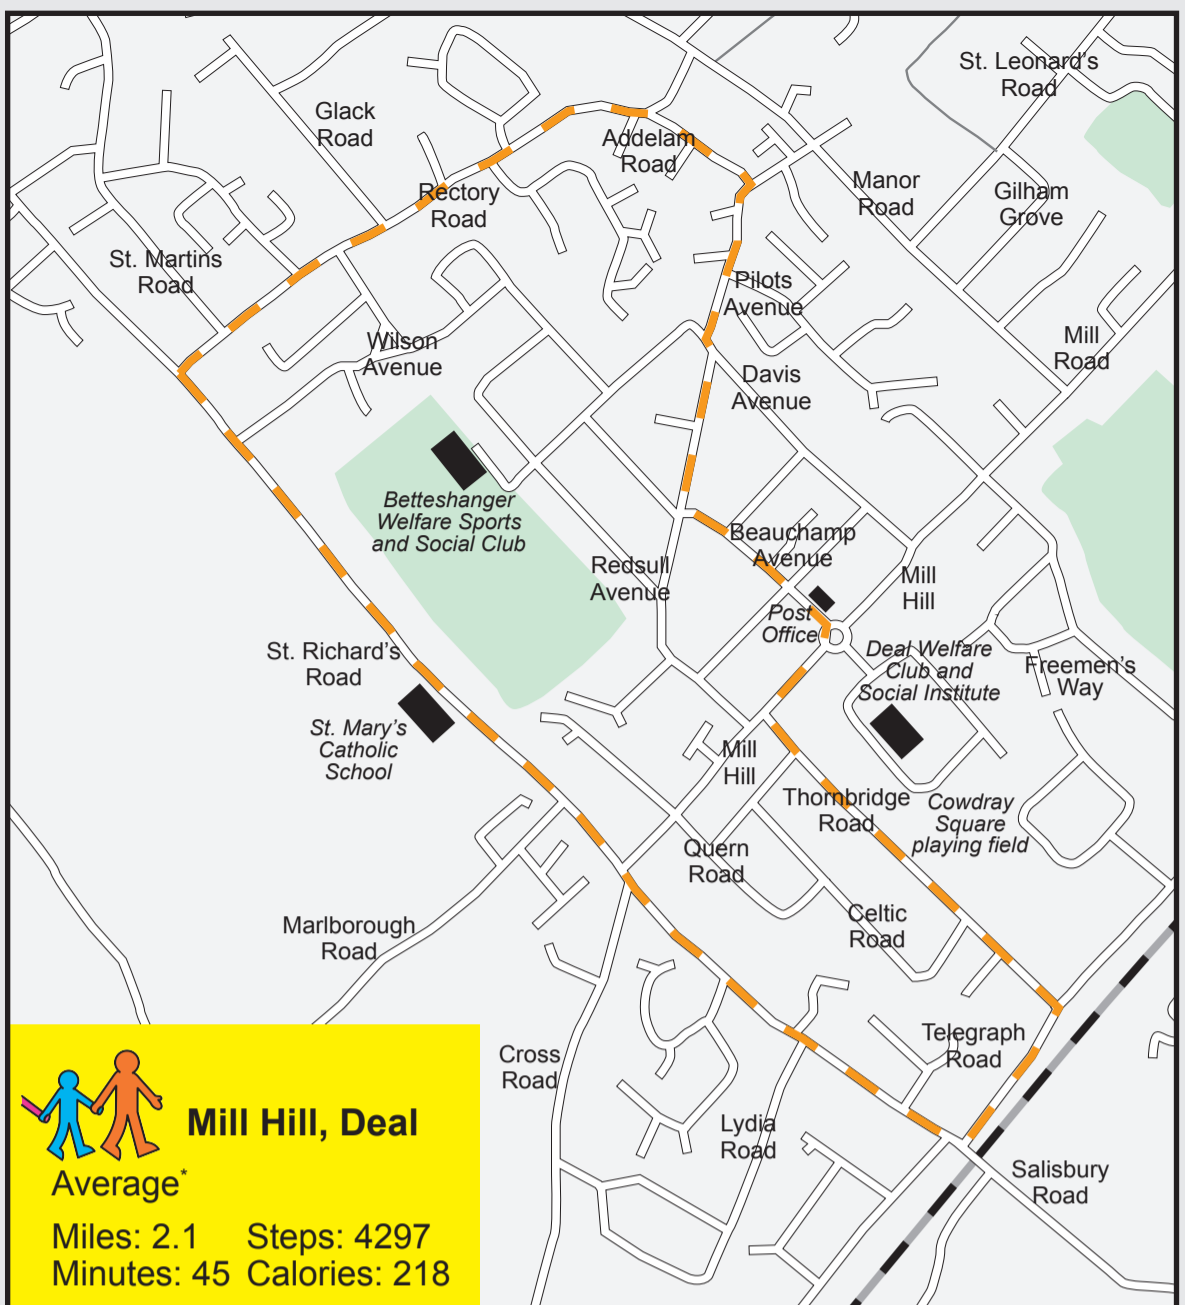 St. Leonard's
Road
Glack
Road
Addelam
Road
Manor
Road
Gilham
Grove
Rectory
Road
St. Martins
Road
Pilots
Avenue
Wilson
Avenue
Mill
Road
Davis
Avenue
Betteshanger
Welfare Sports
and Social Club
Beauchamp
Avenue
Redsull
Avenue
Mill
Hill
Post
Office
Deal Welfare
Club and
Social Institute
St. Richard's
Road
Freemen's
Way
St. Mary's
Catholic
School
Mill
Hill
Thornbridge
Road
Cowdray
Square
playing field
Quern
Road
Celtic
Road
Marlborough
Road
Telegraph
Road
Cross
Road
Lydia
Road
Salisbury
Road
Mill Hill, Deal
Average*
Miles: 2.1 Steps: 4297
Minutes: 45 Calories: 218